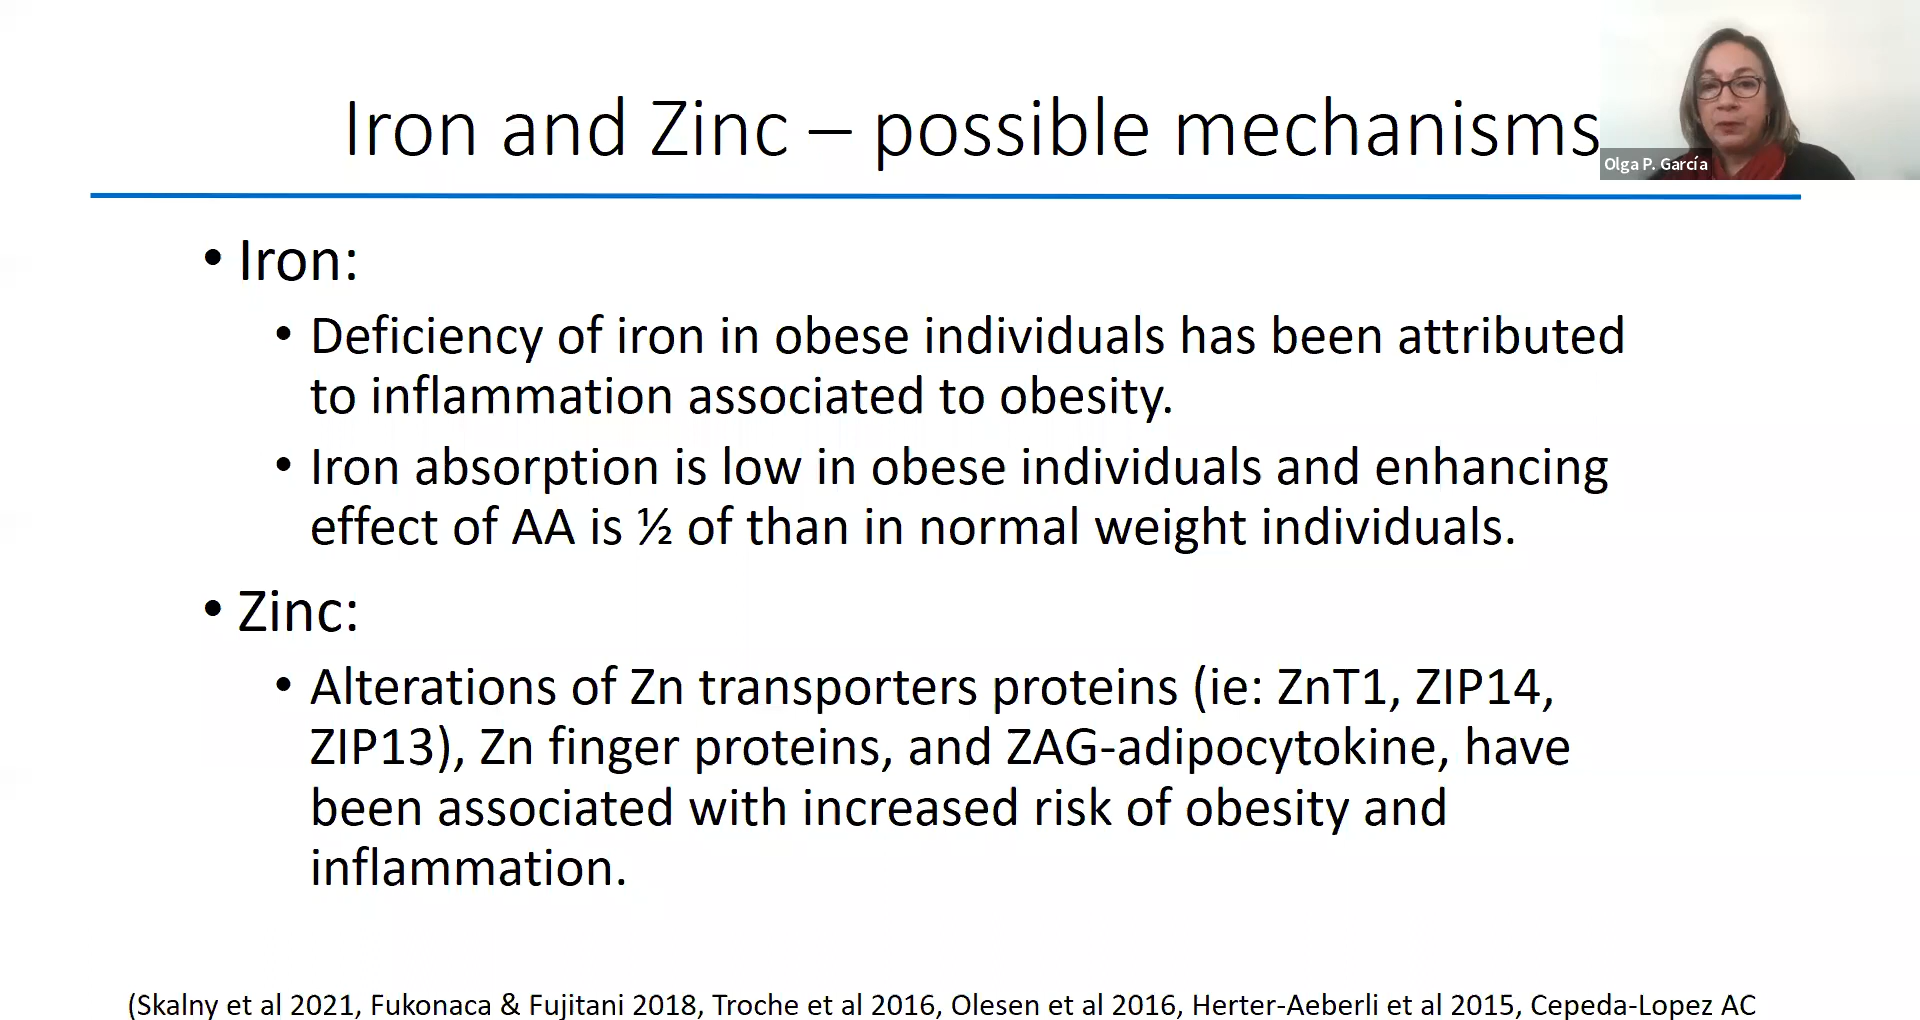 Iron and Zinc – possible mechanisms
Olga P. García
• Iron:
• Deficiency of iron in obese individuals has been attributed
to inflammation associated to obesity.
• Iron absorption is low in obese individuals and enhancing
effect of AA is ½ of than in normal weight individuals.
• Zinc:
• Alterations of Zn transporters proteins (ie: ZnT1, ZIP14,
ZIP13), Zn finger proteins, and ZAG-adipocytokine, have
been associated with increased risk of obesity and
inflammation.
(Skalny et al 2021, Fukonaca & Fujitani 2018, Troche et al 2016, Olesen et al 2016, Herter-Aeberli et al 2015, Cepeda-Lopez AC